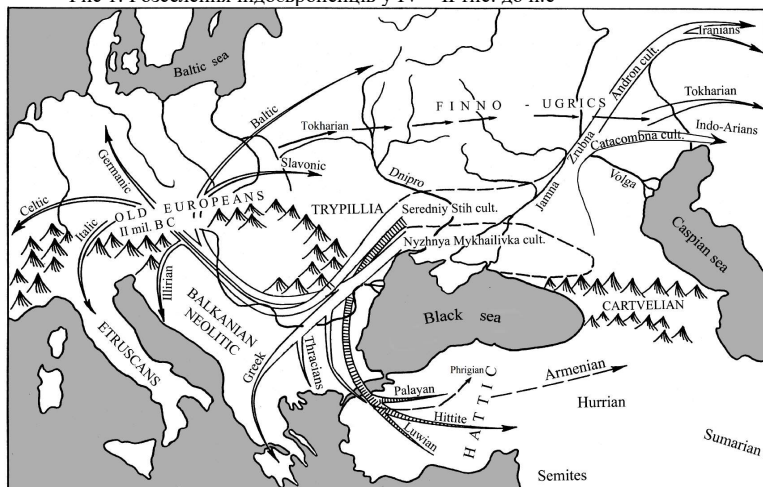 Рис 1. Розселення індоєвропейців у IV – II тис. до н.е
Baltic sea
Iranians
Andron cult.
Baltic
FINNO - UGRICS
Tokharian
Tokharian
Indo-Arians
Catacombna cult.
Zrubna
Germanic
Slavonic
Dnipro
Volga
Jamna
Celtic
OLD EUROPEANS
II mil. B C
TRYPILLIA
Seredniy Stih cult.
Italic
Nyzhnya Mykhailivka cult.
Caspian sea
Illirian
BALKANIAN
NEOLITIC
CARTVELIAN
Black sea
ETRUSCANS
Greek
Thracians
Phrigian
Armenian
Palayan
HATTIC
Hurrian
Hittite
Luwian
Sumarian
Semites